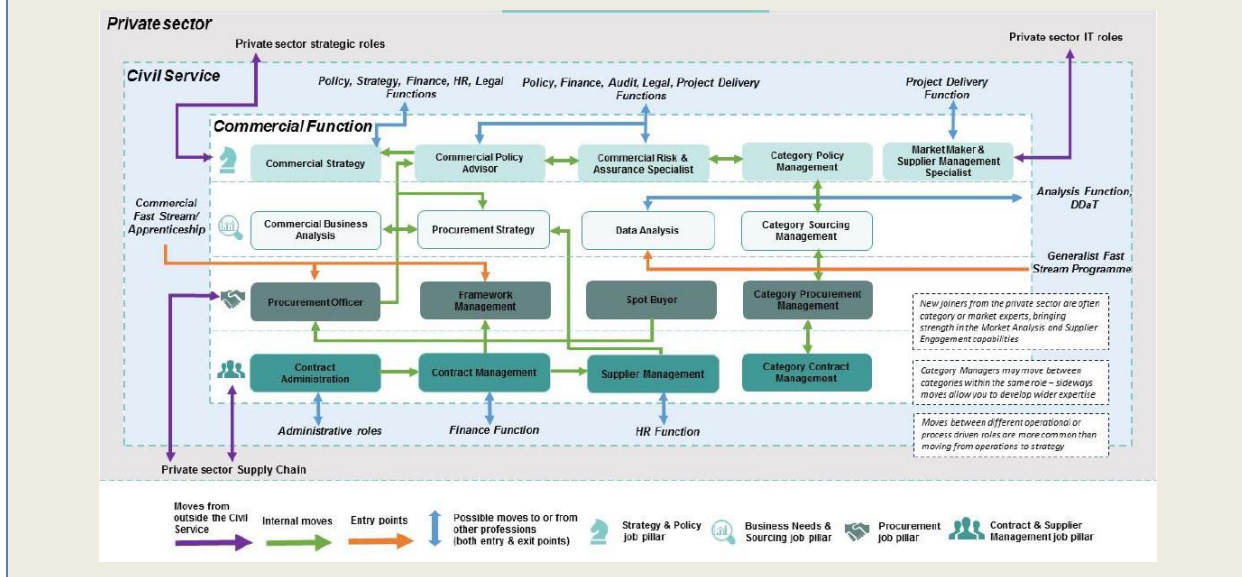 Private sector
Private sector strategic roles
Private sector IT roles
Civil Service
Policy, Strategy, Finance, HR, Legal
Functions
Policy, Finance, Audit, Legal, Project Delivery
Functions
Project Delivery
Function
Commercial Function
Commercial Strategy
Commercial Policy
Advisor
Commercial Risk &
Assurance Specialist
Category Policy
Management
Market Maker &
Supplier Management
Specialist
Commercial
Fast Stream/
Apprenticeship
Analysis Function,
DDaT
Commercial Business
Analysis
Procurement Strategy
Data Analysis
Category Sourcing
Management
Generalist Fast
Stream Programme
Procurement Officer
Framework
Management
Spot Buyor
Category Procurement
Management
New joiners from the private sector are often
category or market experts, bringing
strength in the Market Analysis and Supplier
Engagement capabilities
Contract
Administration
Contract Management
Supplier Management
Category Contract
Management
Category Managers may move between
categories within the same role – sideways
moves allow you to develop wider expertise
Administrative roles
Finance Function
HR Function
Moves between different operational or
process driven roles are more common than
moving from operations to strategy
Private sector Supply Chain
Moves from
outside the Civil
Service
Internal moves
Entry points
Possible moves to or from
other professions
(both entry & exit points)
Strategy & Policy
job pillar
Business Needs &
Sourcing job pillar
Procurement
job pillar
Contract & Supplier
Management job pillar